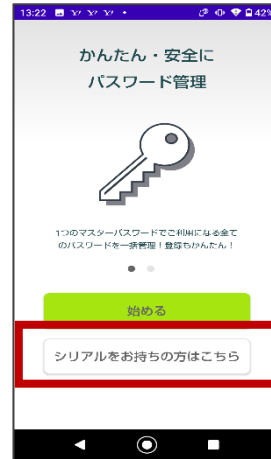 13:22
42%
かんたん・安全に
パスワード管理
1つのマスターパスワードでご利用になる全て
のパスワードを一括管理！登録もかんたん！
始める
シリアルをお持ちの方はこちら